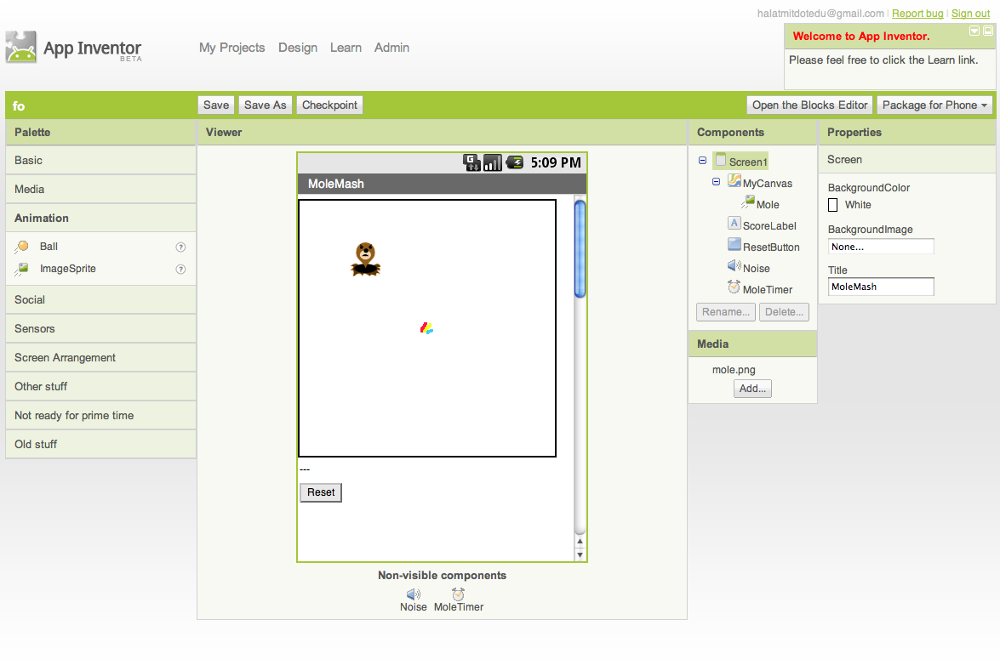 halatmitdotedu@gmail.com | Report bug | Sign out
App Inventor
BETA
My Projects Design Learn Admin
Welcome to App Inventor.
Please feel free to click the Learn link.
fo
Save Save As Checkpoint
Open the Blocks Editor Package for Phone
Palette
Basic
Media
Animation
Ball ?
ImageSprite ?
Social
Sensors
Screen Arrangement
Other stuff
Not ready for prime time
Old stuff
Viewer
G 5:09 PM
MoleMash
---
Reset
Non-visible components
Noise MoleTimer
Components
Screen1
MyCanvas
Mole
A ScoreLabel
ResetButton
Noise
MoleTimer
Rename... Delete...
Media
mole.png
Add...
Properties
Screen
BackgroundColor
White
BackgroundImage
None...
Title
MoleMash